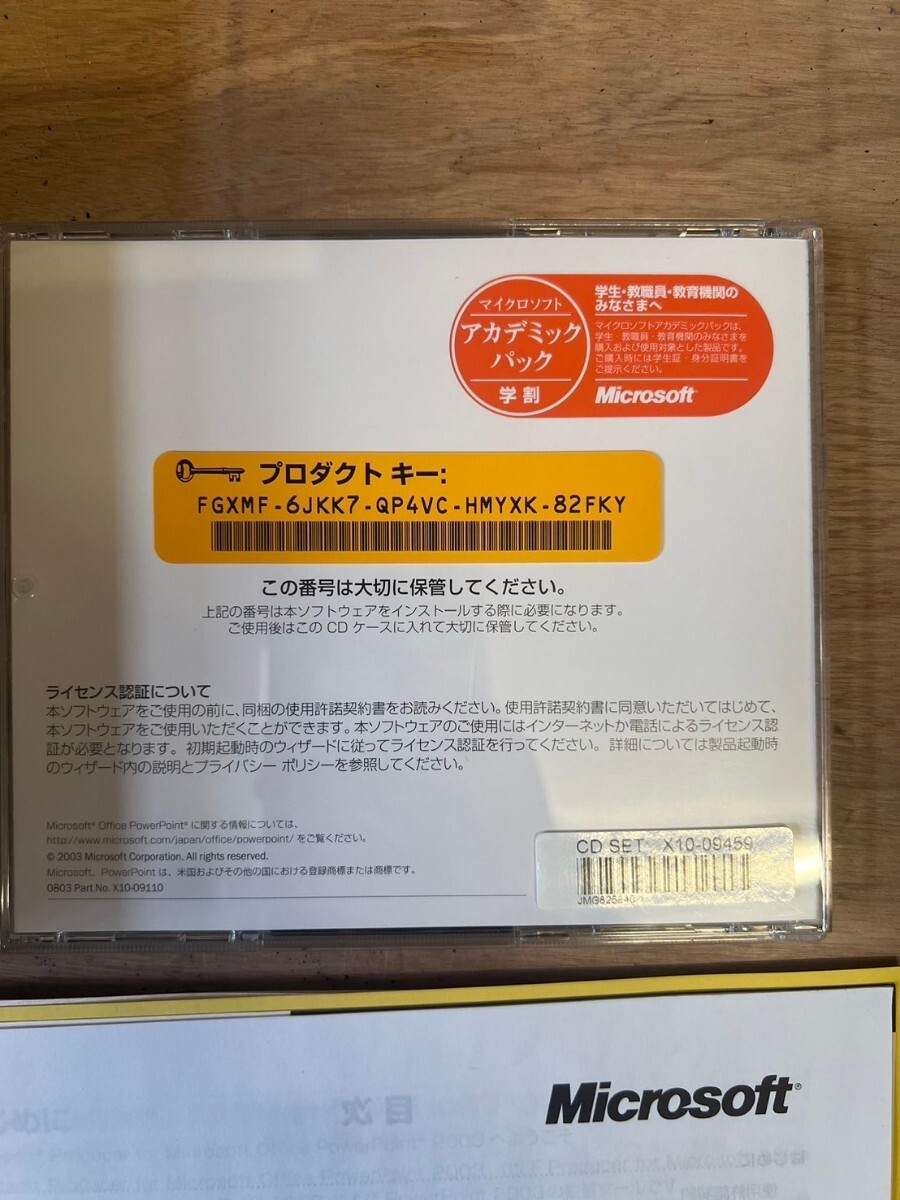 マイクロソフト
アカデミック
パック
学割
学生・教職員・教育機関の
みなさまへ
マイクロソフトアカデミックパックは、
学生・教職員・教育機関のみなさまを
購入および使用対象とした製品です。
ご購入時には学生証・身分証明書を
ご提示ください。
Microsoft
プロダクト キー:
FGXMF-6JKK7-QP4VC-HMYXK-82FKY
この番号は大切に保管してください。
上記の番号は本ソフトウェアをインストールする際に必要になります。
ご使用後はこの CD ケースに入れて大切に保管してください。
ライセンス認証について
本ソフトウェアをご使用の前に、同梱の使用許諾契約書をお読みください。使用許諾契約書に同意いただいてはじめて、
本ソフトウェアをご使用いただくことができます。本ソフトウェアのご使用にはインターネットか電話によるライセンス認
証が必要となります。初期起動時のウィザードに従ってライセンス認証を行ってください。詳細については製品起動時
のウィザード内の説明とプライバシー ポリシーを参照してください。
Microsoft® Office PowerPoint® に関する情報については、
http://www.microsoft.com/japan/office/powerpoint/ をご覧ください。
© 2003 Microsoft Corporation. All rights reserved.
Microsoft、PowerPoint は、米国およびその他の国における登録商標または商標です。
0803 Part No. X10-09110
CD SET X10-09459
Microsoft®